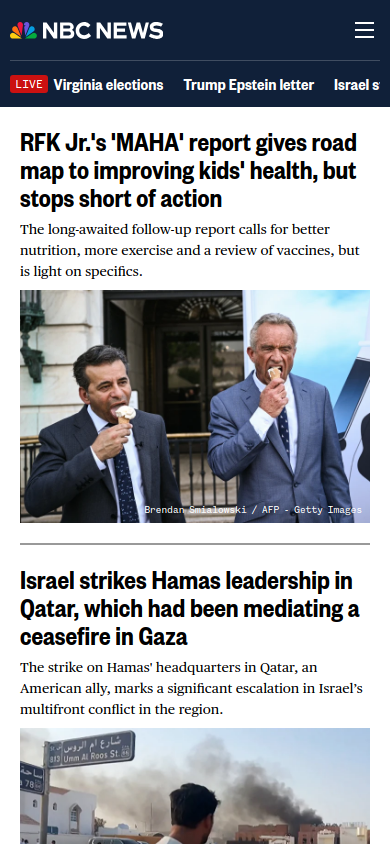 NBC NEWS
LIVE Virginia elections Trump Epstein letter Israel s
RFK Jr.'s 'MAHA' report gives road
map to improving kids' health, but
stops short of action
The long-awaited follow-up report calls for better
nutrition, more exercise and a review of vaccines, but
is light on specifics.
Brendan Smialowski / AFP - Getty Images
Israel strikes Hamas leadership in
Qatar, which had been mediating a
ceasefire in Gaza
The strike on Hamas' headquarters in Qatar, an
American ally, marks a significant escalation in Israel’s
multifront conflict in the region.
شارع ام الروس
813 Umm Al Roos St.
ساحة
a 78